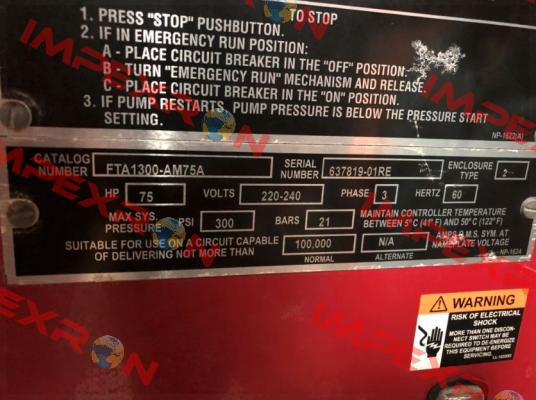 1. PRESS "STOP" PUSHBUTTON. TO STOP
2. IF IN EMERGENCY RUN POSITION:
A - PLACE CIRCUIT BREAKER IN THE "OFF" POSITION.
B - TURN "EMERGENCY RUN" MECHANISM AND RELEASE.
C - PLACE CIRCUIT BREAKER IN THE "ON" POSITION.
3. IF PUMP RESTARTS, PUMP PRESSURE IS BELOW THE PRESSURE START
SETTING.
NP-1622(A)
CATALOG NUMBER FTA1300-AM75A SERIAL NUMBER 637819-01RE ENCLOSURE TYPE 2
HP 75 VOLTS 220-240 PHASE 3 HERTZ 60
MAX SYS. PRESSURE PSI 300 BARS 21 MAINTAIN CONTROLLER TEMPERATURE
BETWEEN 5°C (41°F) AND 50°C (122°F)
SUITABLE FOR USE ON A CIRCUIT CAPABLE
OF DELIVERING NOT MORE THAN 100,000 N/A AMPS R.M.S. SYM. AT
NAMEPLATE VOLTAGE
NORMAL ALTERNATE NP-1624
WARNING
RISK OF ELECTRICAL
SHOCK
MORE THAN ONE DISCON-
NECT SWITCH MAY BE
REQUIRED TO DE-ENERGIZE
THIS EQUIPMENT BEFORE
SERVICING.
IMPEXRON
IMPEXRON
IMPEXRON
IMPEXRON